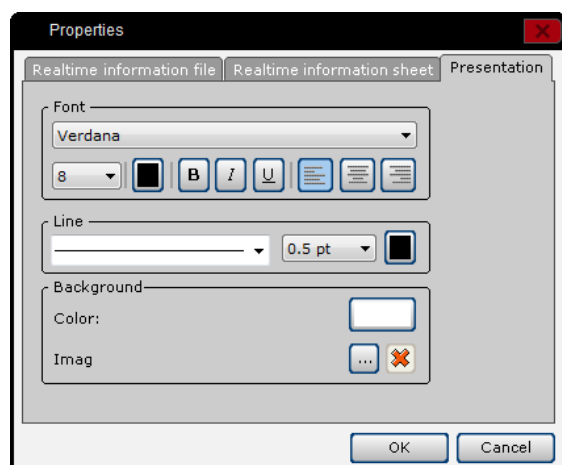 Properties
Realtime information file Realtime information sheet Presentation
Font
Verdana
8 B I U
Line
0.5 pt
Background
Color:
Imag ...
OK Cancel